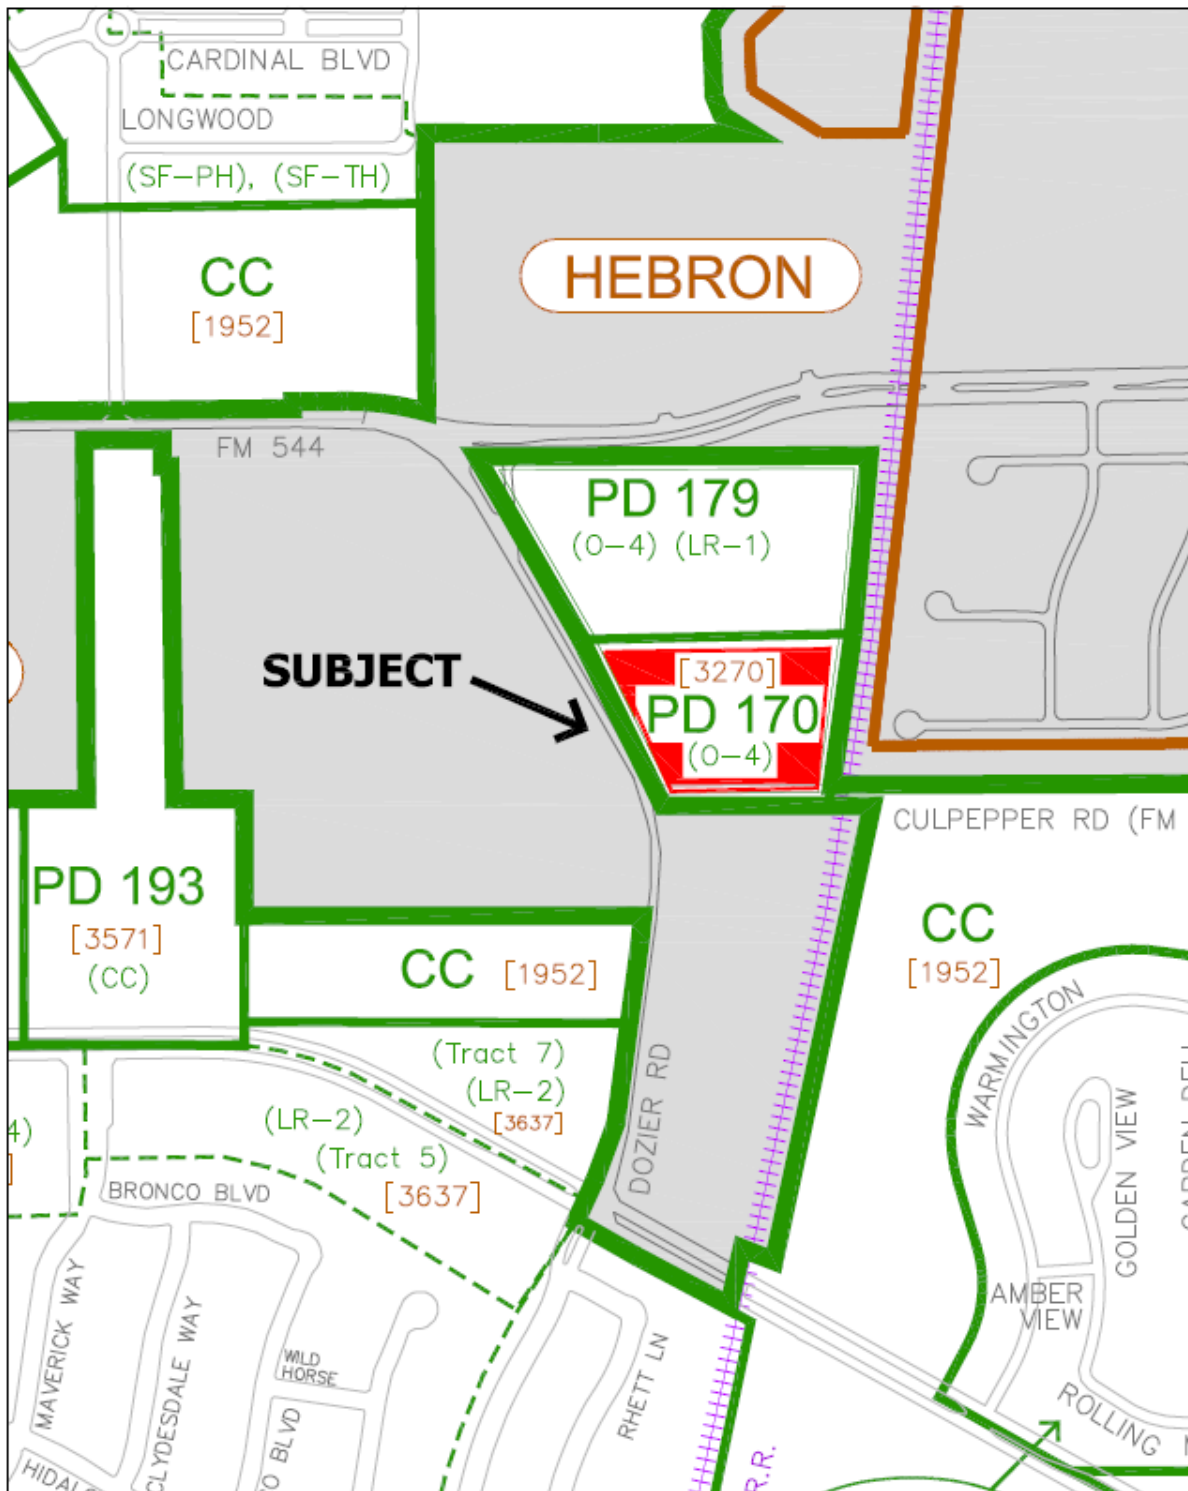 CARDINAL BLVD
LONGWOOD
(SF-PH), (SF-TH)
CC
[1952]
HEBRON
FM 544
PD 179
(O-4) (LR-1)
SUBJECT
[3270]
PD 170
(O-4)
CULPEPPER RD (FM
PD 193
[3571]
(CC)
CC [1952]
CC
[1952]
(Tract 7)
(LR-2)
[3637]
(LR-2)
(Tract 5)
[3637]
4)
]
DOZIER RD
WARMINGTON
GOLDEN VIEW
BRONCO BLVD
AMBER
VIEW
MAVERICK WAY
CLYDESDALE WAY
WILD
HORSE
RHETT LN
ROLLING
O BLVD
HIDAL
R.R.